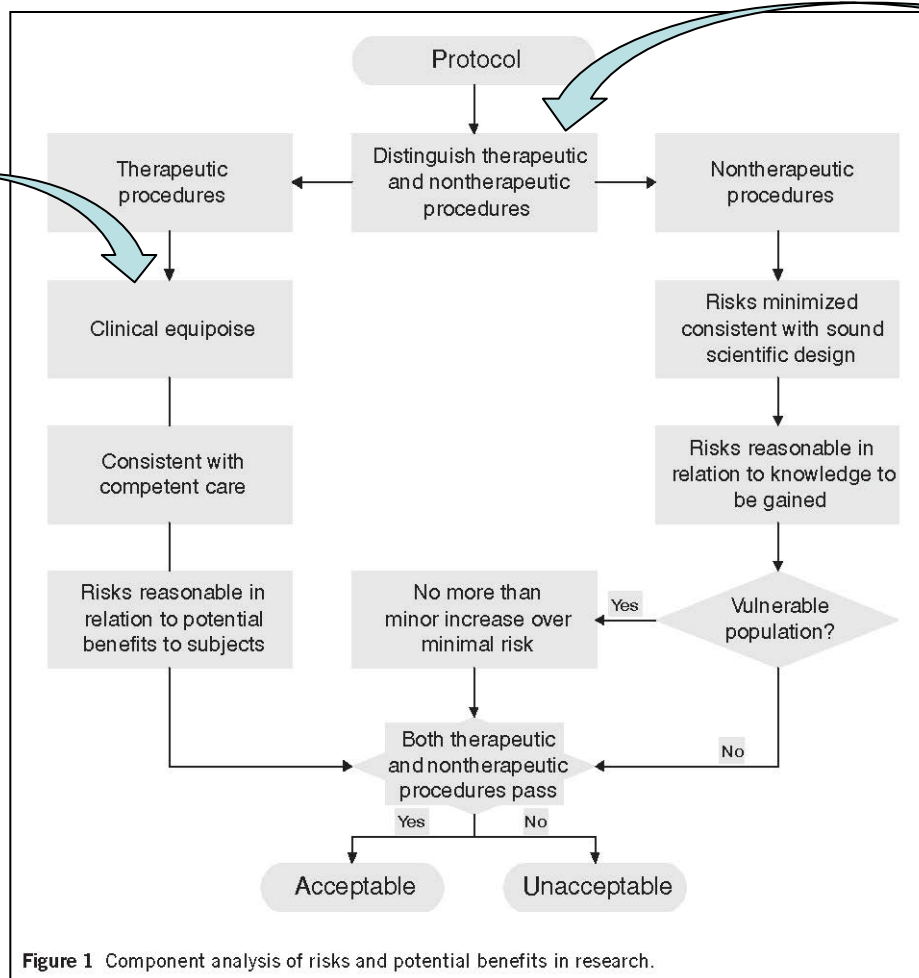 Protocol
Therapeutic
procedures
Distinguish therapeutic
and nontherapeutic
procedures
Nontherapeutic
procedures
Clinical equipoise
Risks minimized
consistent with sound
scientific design
Consistent with
competent care
Risks reasonable in
relation to knowledge to
be gained
Risks reasonable in
relation to potential
benefits to subjects
No more than
minor increase over
minimal risk
Yes
Vulnerable
population?
Both therapeutic
and nontherapeutic
procedures pass
No
Yes
No
Acceptable
Unacceptable
Figure 1 Component analysis of risks and potential benefits in research.